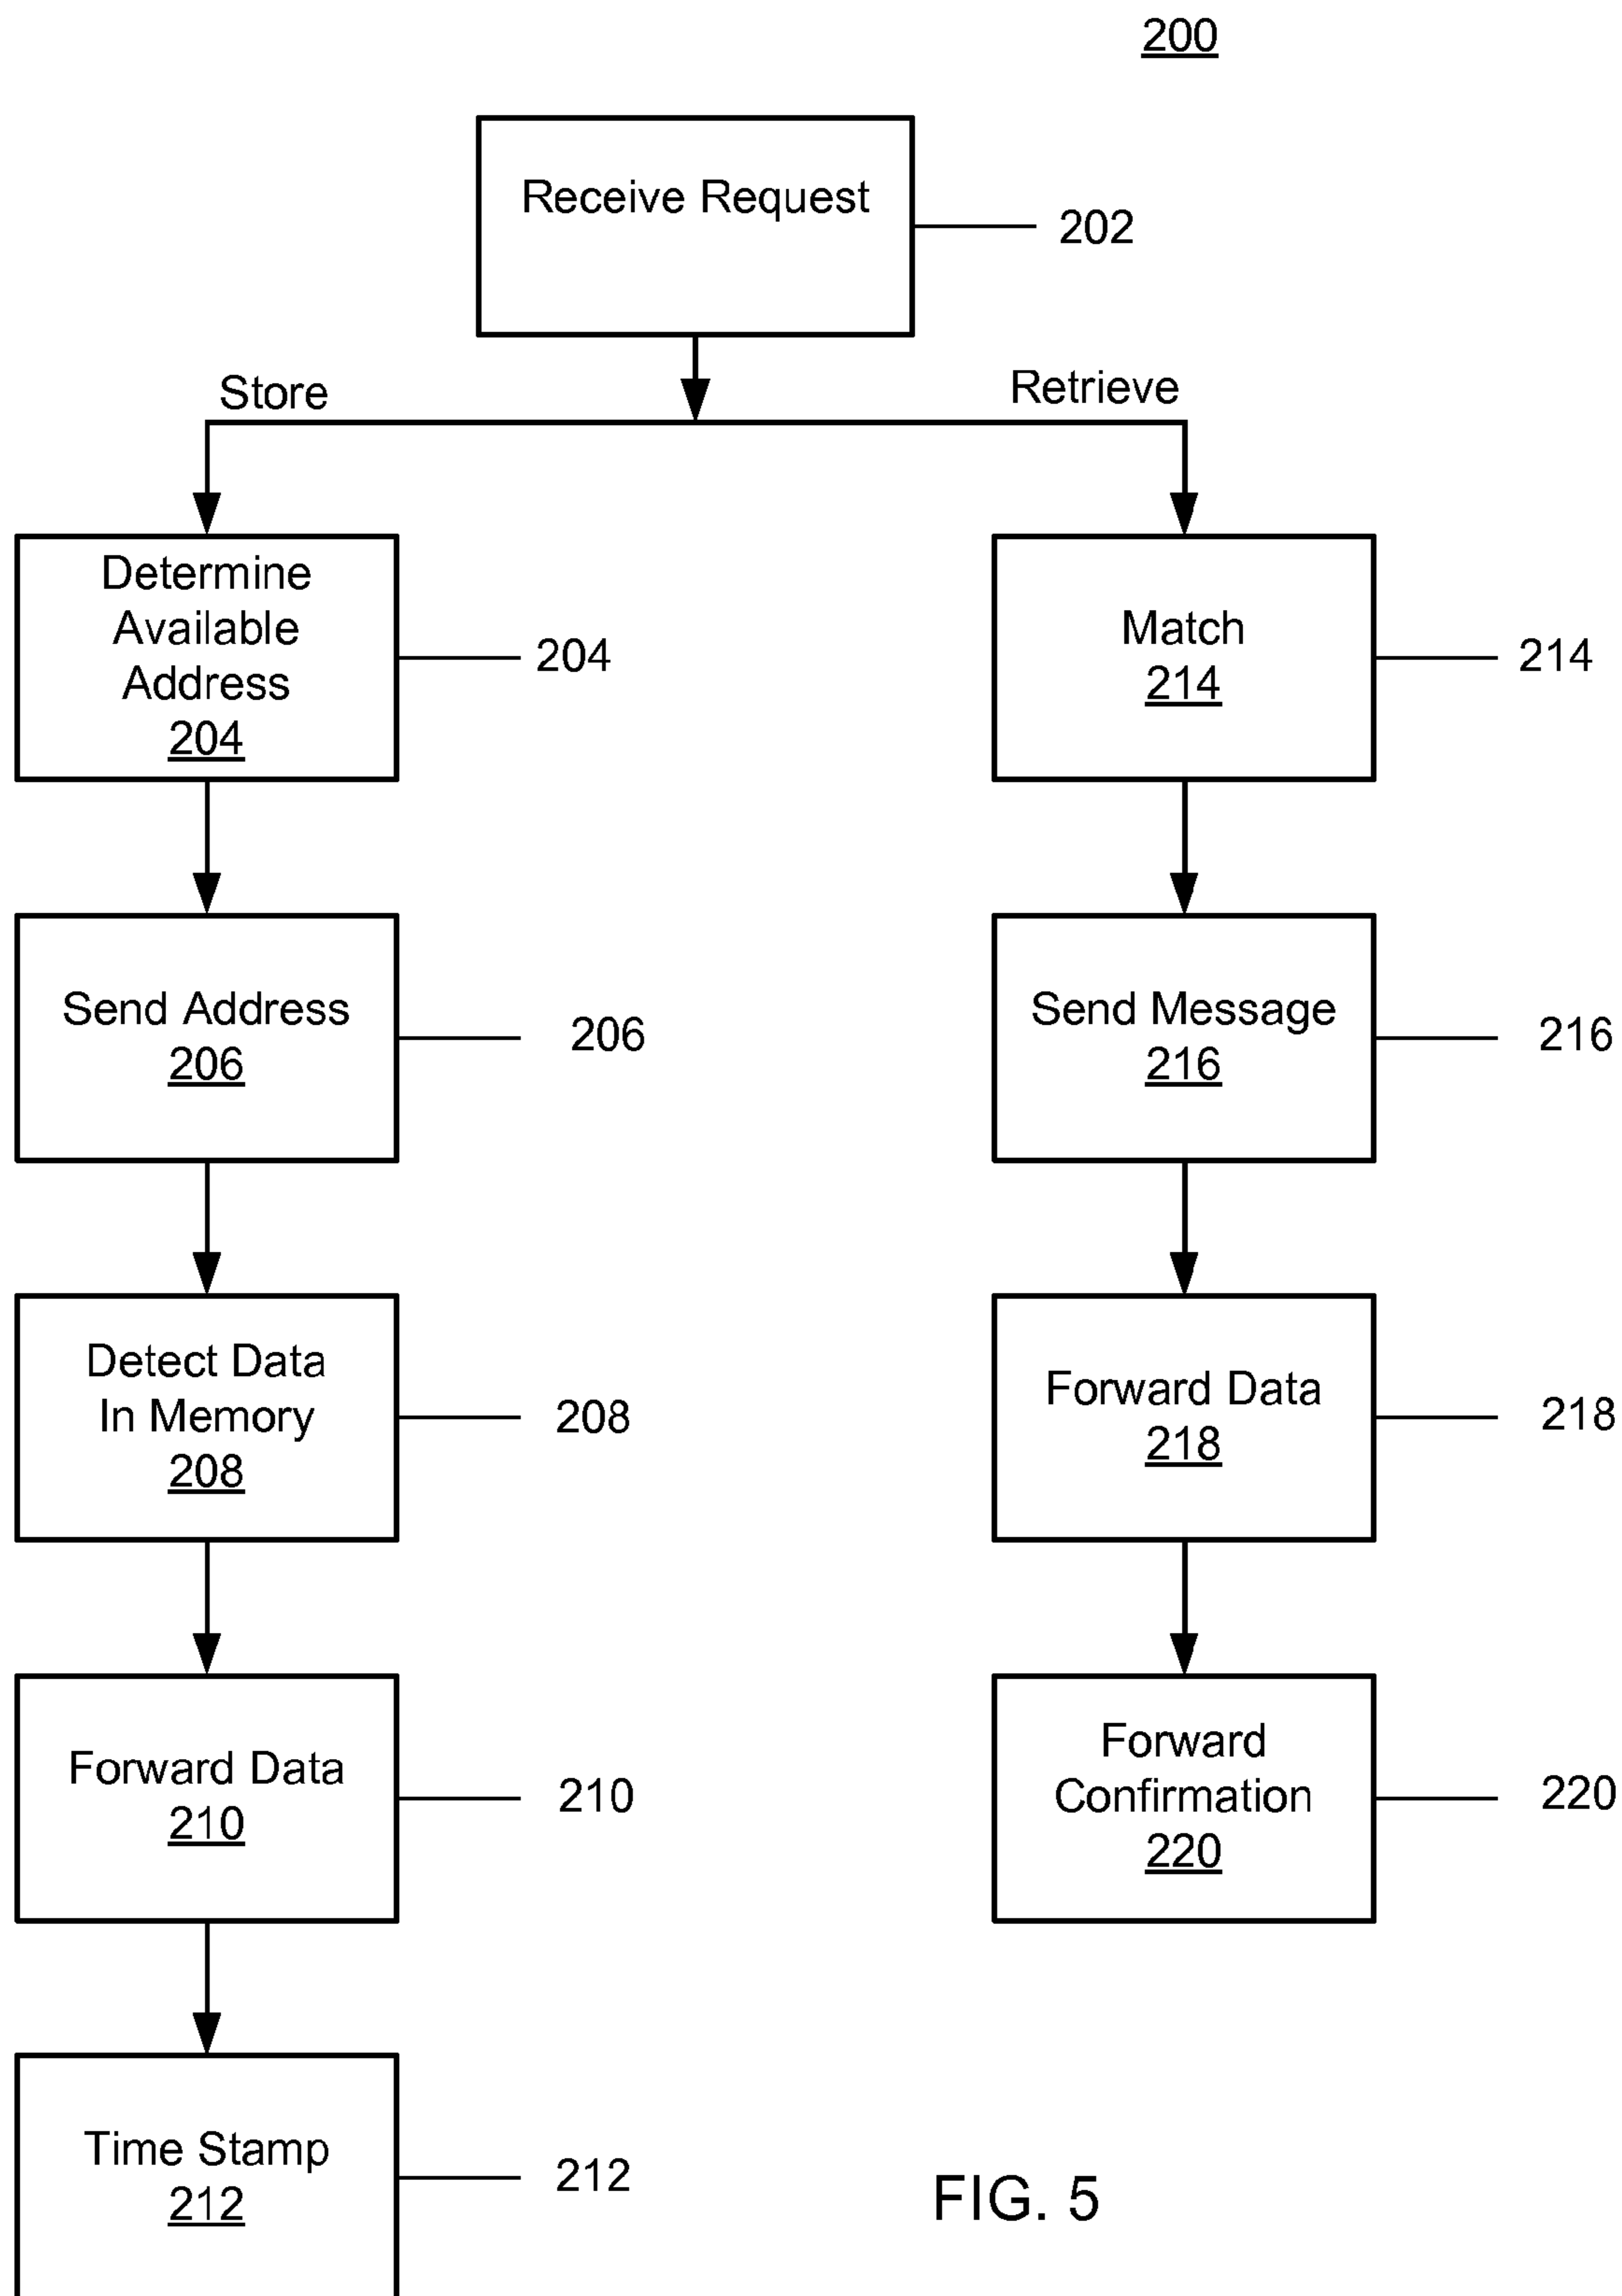 200
Receive Request
202
Store
Retrieve
Determine
Available
Address
204
204
Match
214
214
Send Address
206
206
Send Message
216
216
Detect Data
In Memory
208
208
Forward Data
218
218
Forward Data
210
210
Forward
Confirmation
220
220
Time Stamp
212
212
FIG. 5